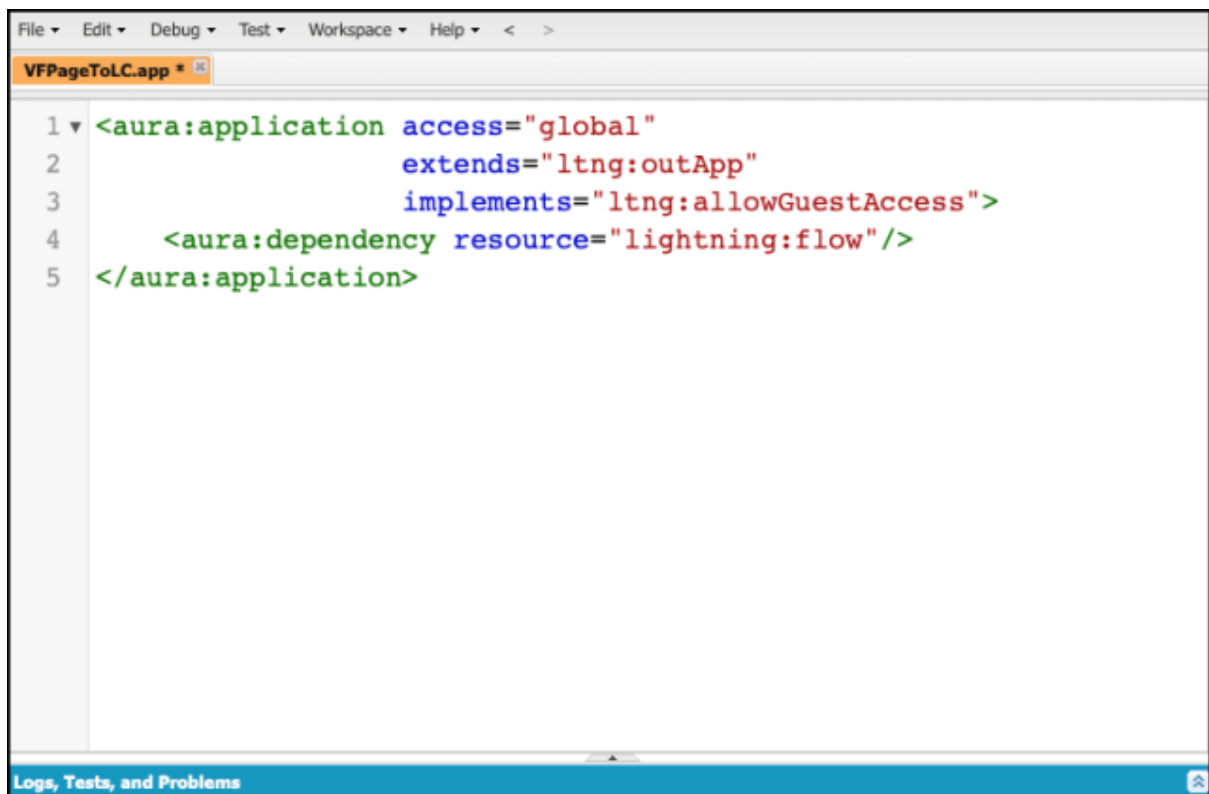 File ▾ Edit ▾ Debug ▾ Test ▾ Workspace ▾ Help ▾ < >
VFPageToLC.app *
1 ▾ <aura:application access="global"
2 extends="ltng:outApp"
3 implements="ltng:allowGuestAccess">
4 <aura:dependency resource="lightning:flow"/>
5 </aura:application>
Logs, Tests, and Problems